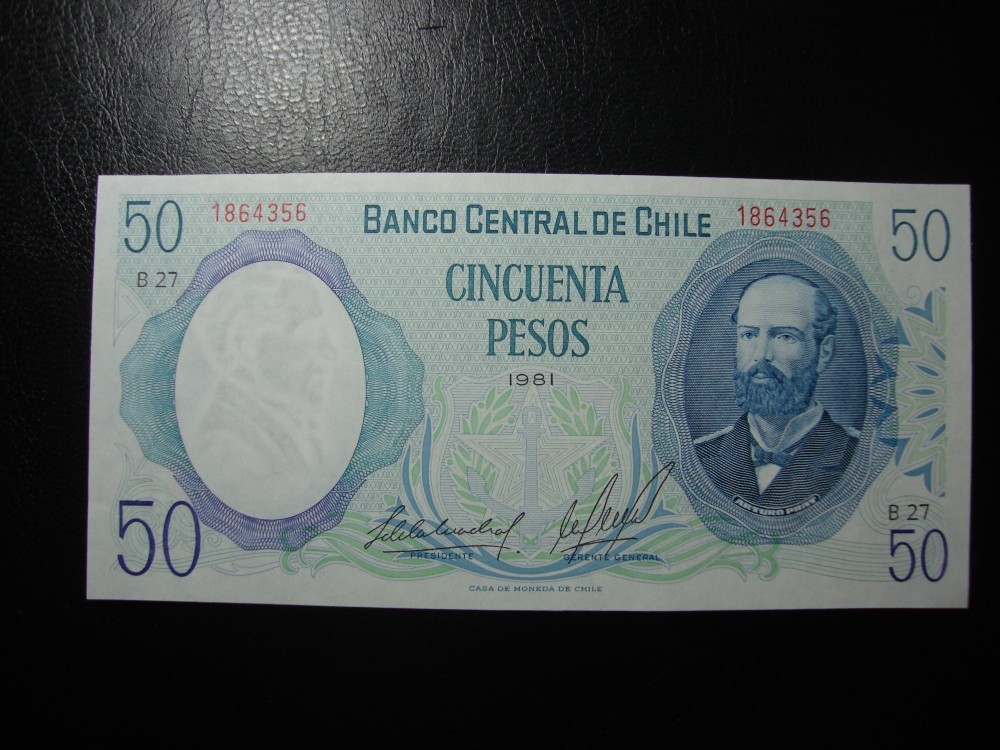 50 1864356 BANCO CENTRAL DE CHILE 1864356 50
B 27
CINCUENTA
PESOS
1981
ARTURO PRAT
50 B 27 50
PRESIDENTE GERENTE GENERAL
CASA DE MONEDA DE CHILE